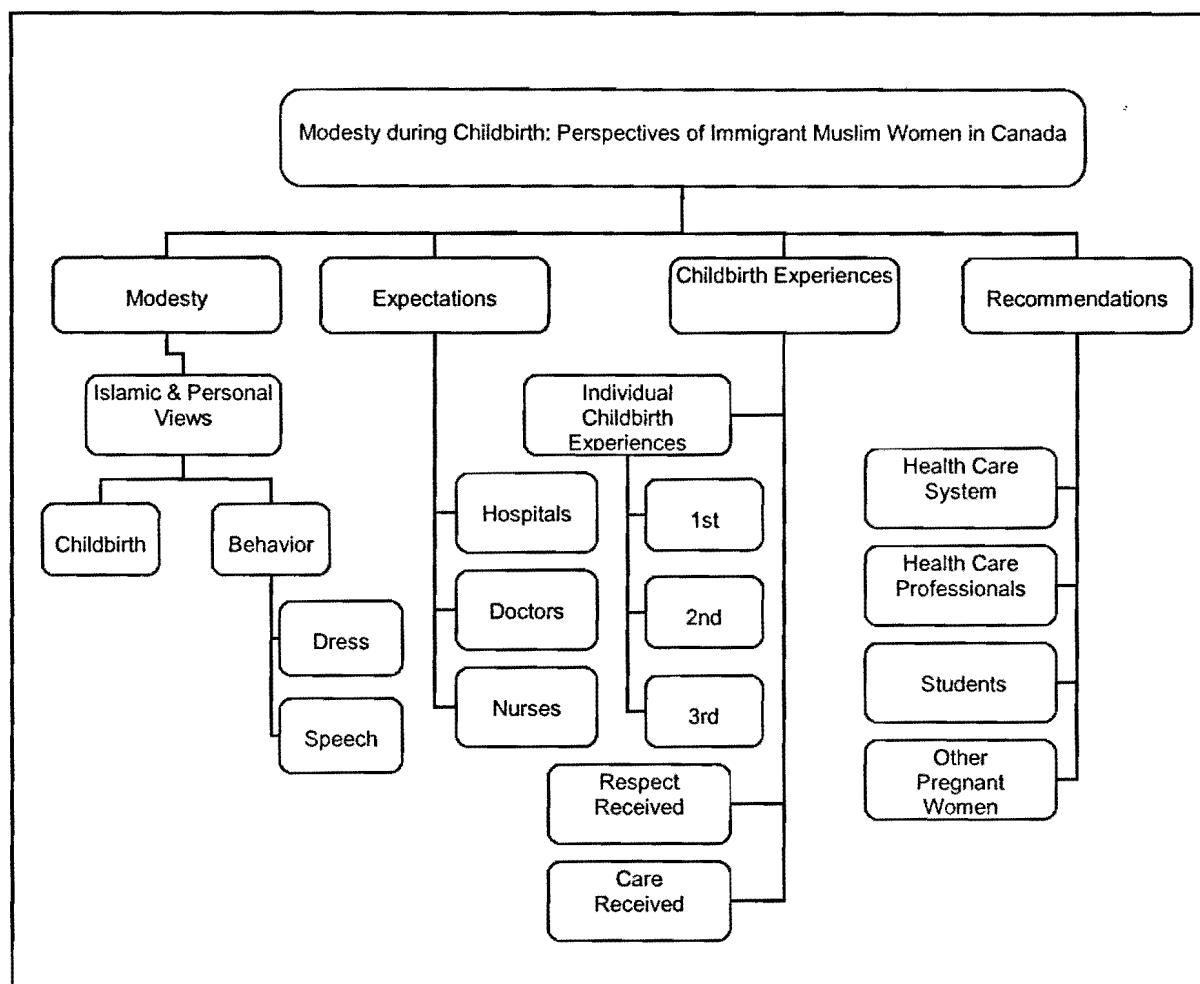 Modesty during Childbirth: Perspectives of Immigrant Muslim Women in Canada
Modesty
Expectations
Childbirth Experiences
Recommendations
Islamic & Personal
Views
Childbirth
Behavior
Dress
Speech
Hospitals
Doctors
Nurses
Individual
Childbirth
Experiences
1st
2nd
3rd
Respect
Received
Care
Received
Health Care
System
Health Care
Professionals
Students
Other
Pregnant
Women